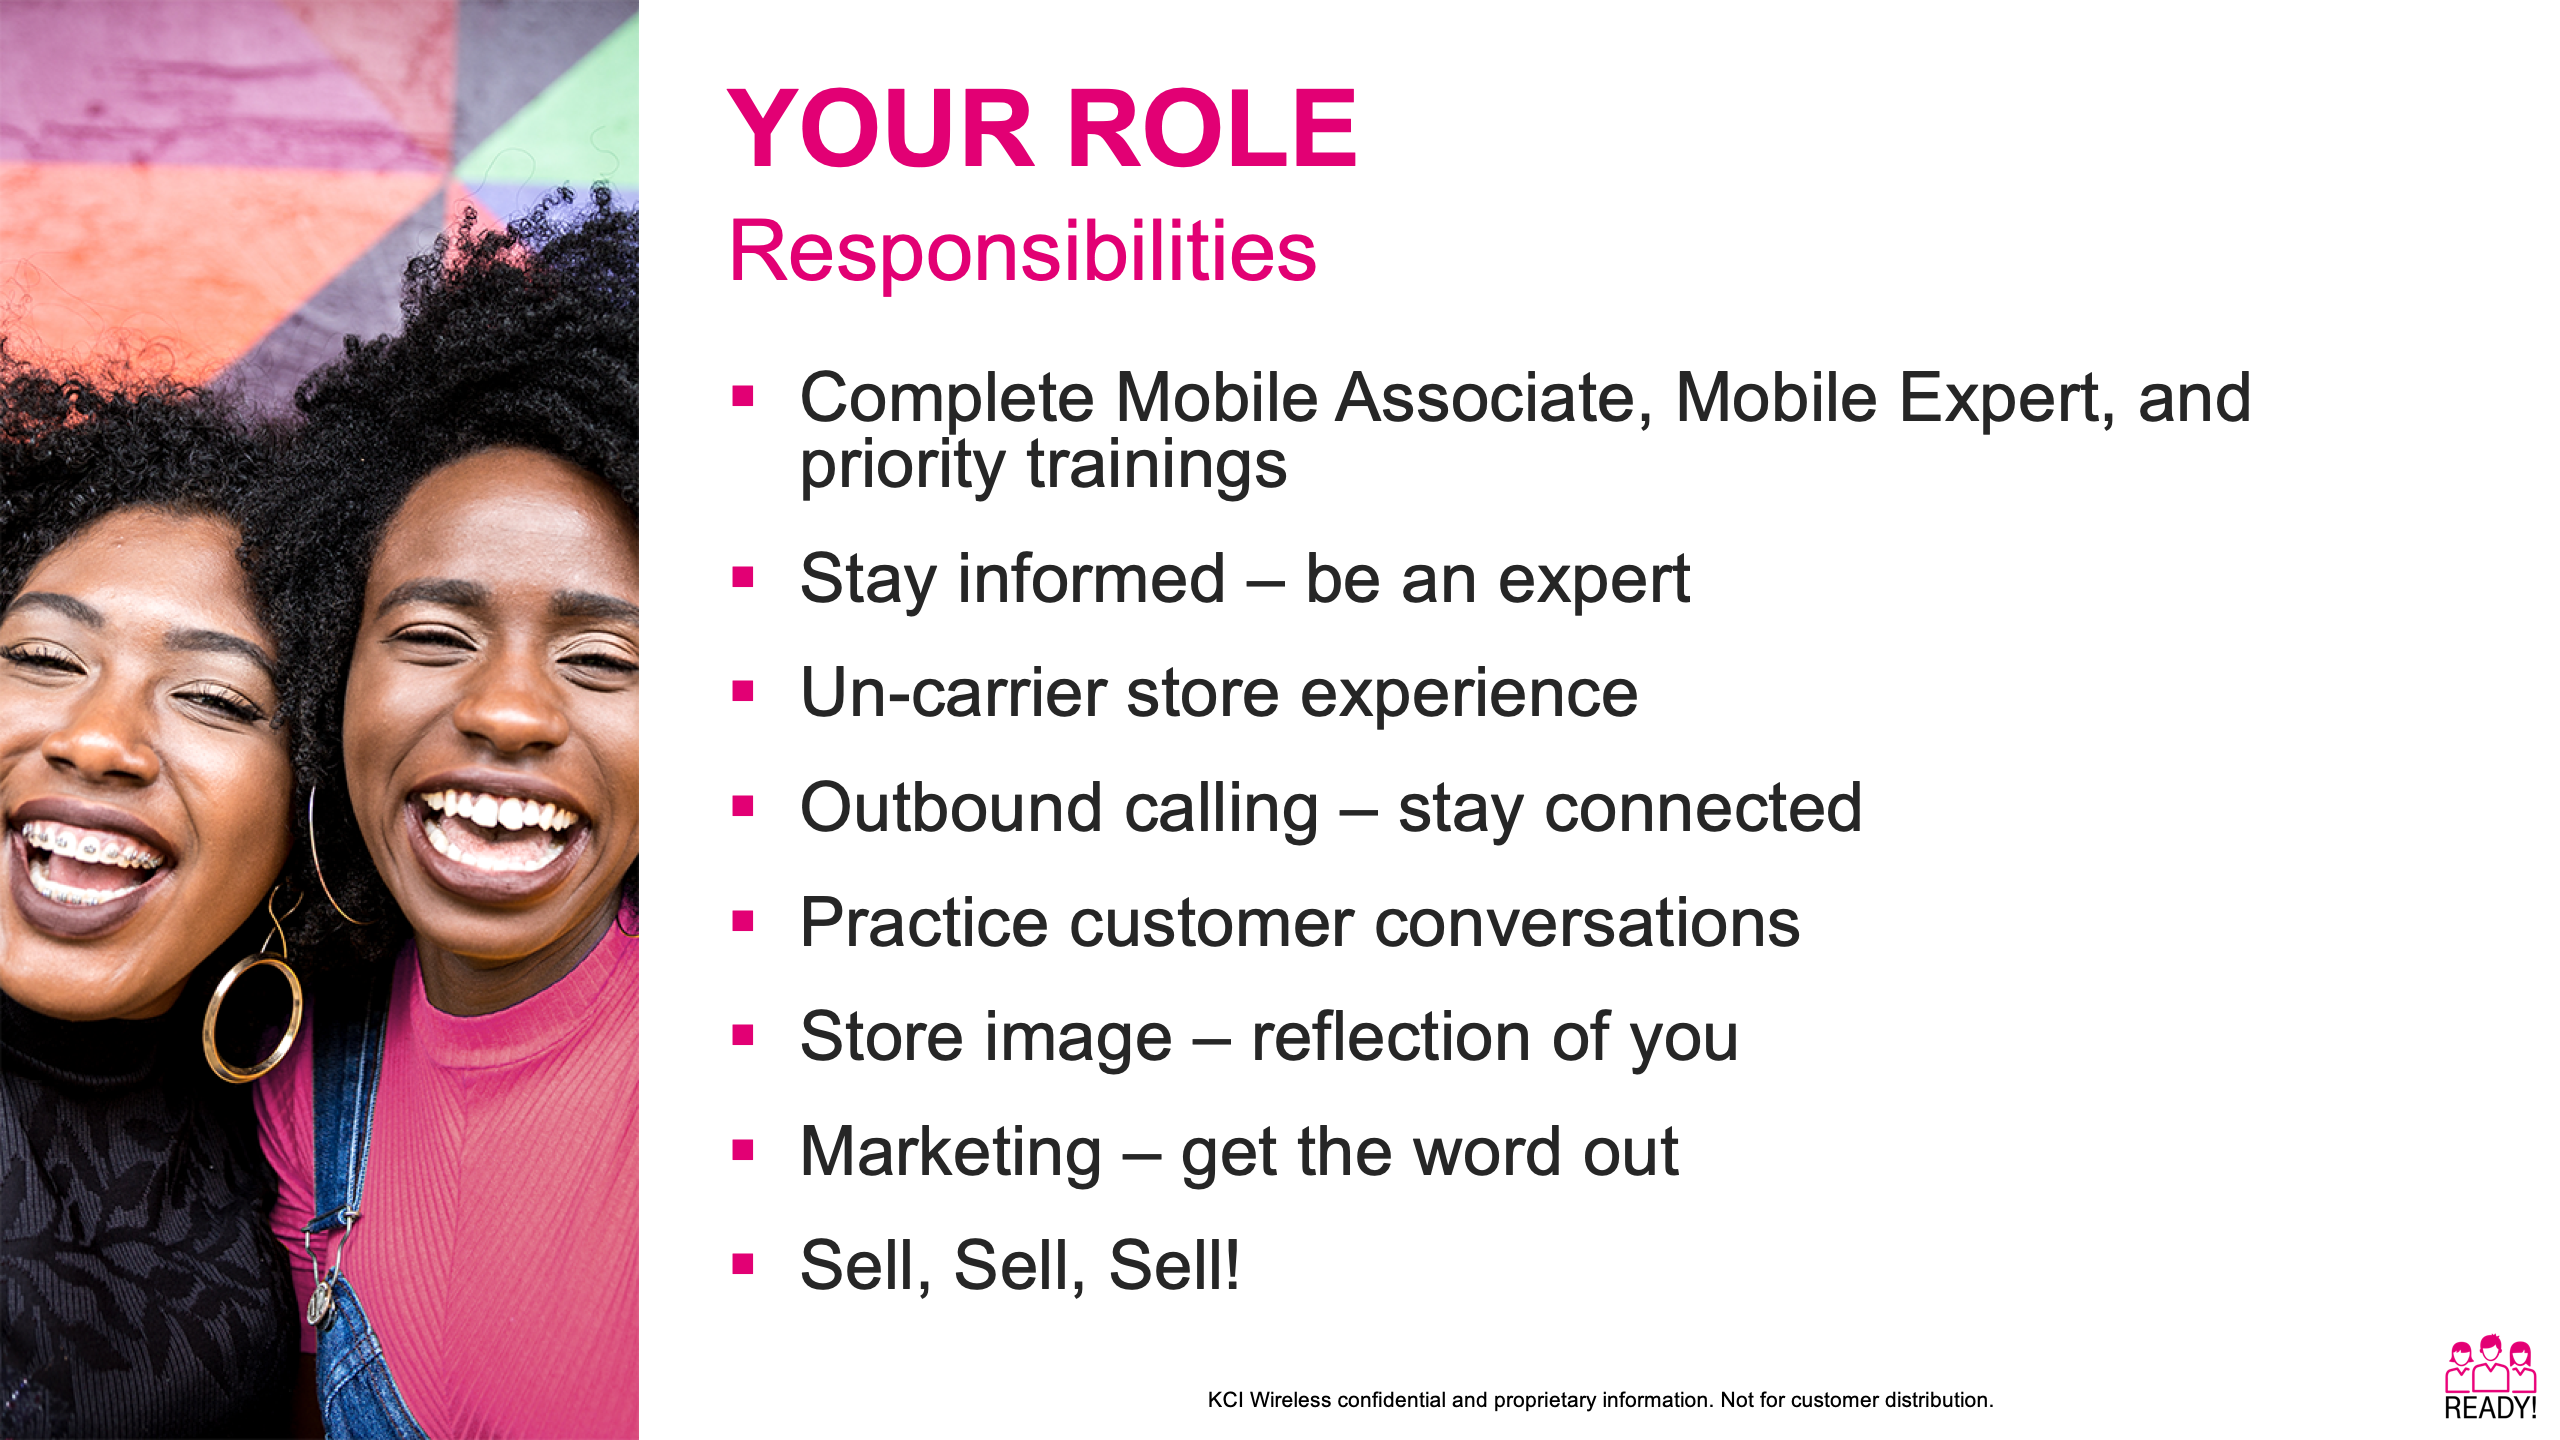 YOUR ROLE
Responsibilities
▪ Complete Mobile Associate, Mobile Expert, and
priority trainings
▪ Stay informed – be an expert
▪ Un-carrier store experience
▪ Outbound calling – stay connected
▪ Practice customer conversations
▪ Store image – reflection of you
▪ Marketing – get the word out
▪ Sell, Sell, Sell!
KCI Wireless confidential and proprietary information. Not for customer distribution.
READY!